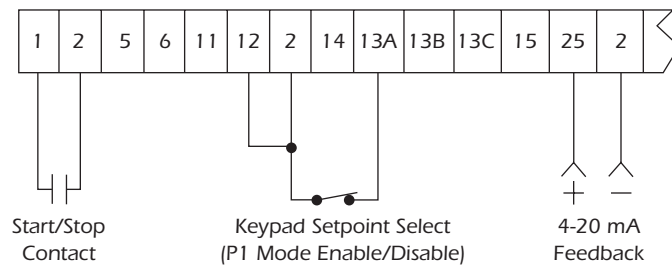 1 2 5 6 11 12 2 14 13A 13B 13C 15 25 2
Start/Stop
Contact
Keypad Setpoint Select
(P1 Mode Enable/Disable)
+ −
4-20 mA
Feedback